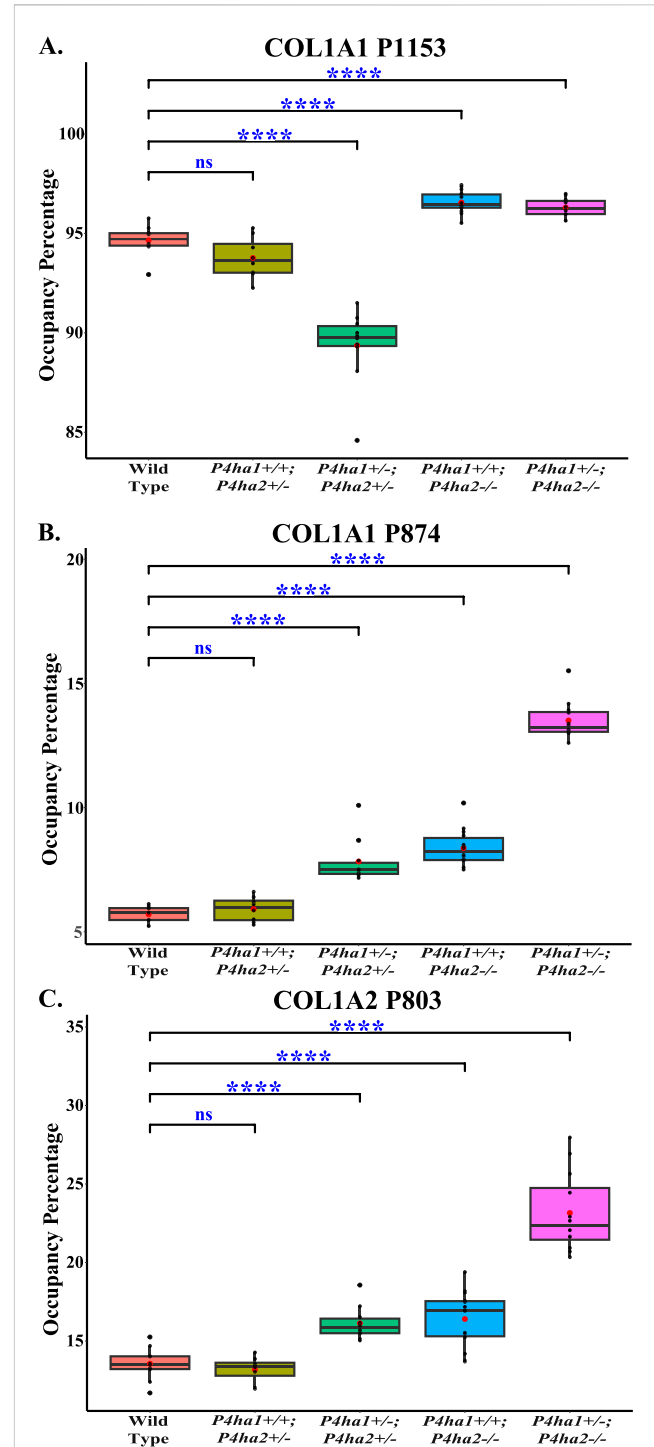 A.
COL1A1 P1153
****
****
****
ns
100
95
90
85
Occupancy Percentage
Wild Type
P4ha1+/+; P4ha2+/-
P4ha1+/-; P4ha2+/-
P4ha1+/+; P4ha2-/-
P4ha1+/-; P4ha2-/-
B.
COL1A1 P874
****
****
****
ns
20
15
10
5
Occupancy Percentage
Wild Type
P4ha1+/+; P4ha2+/-
P4ha1+/-; P4ha2+/-
P4ha1+/+; P4ha2-/-
P4ha1+/-; P4ha2-/-
C.
COL1A2 P803
****
****
****
ns
35
30
25
20
15
Occupancy Percentage
Wild Type
P4ha1+/+; P4ha2+/-
P4ha1+/-; P4ha2+/-
P4ha1+/+; P4ha2-/-
P4ha1+/-; P4ha2-/-